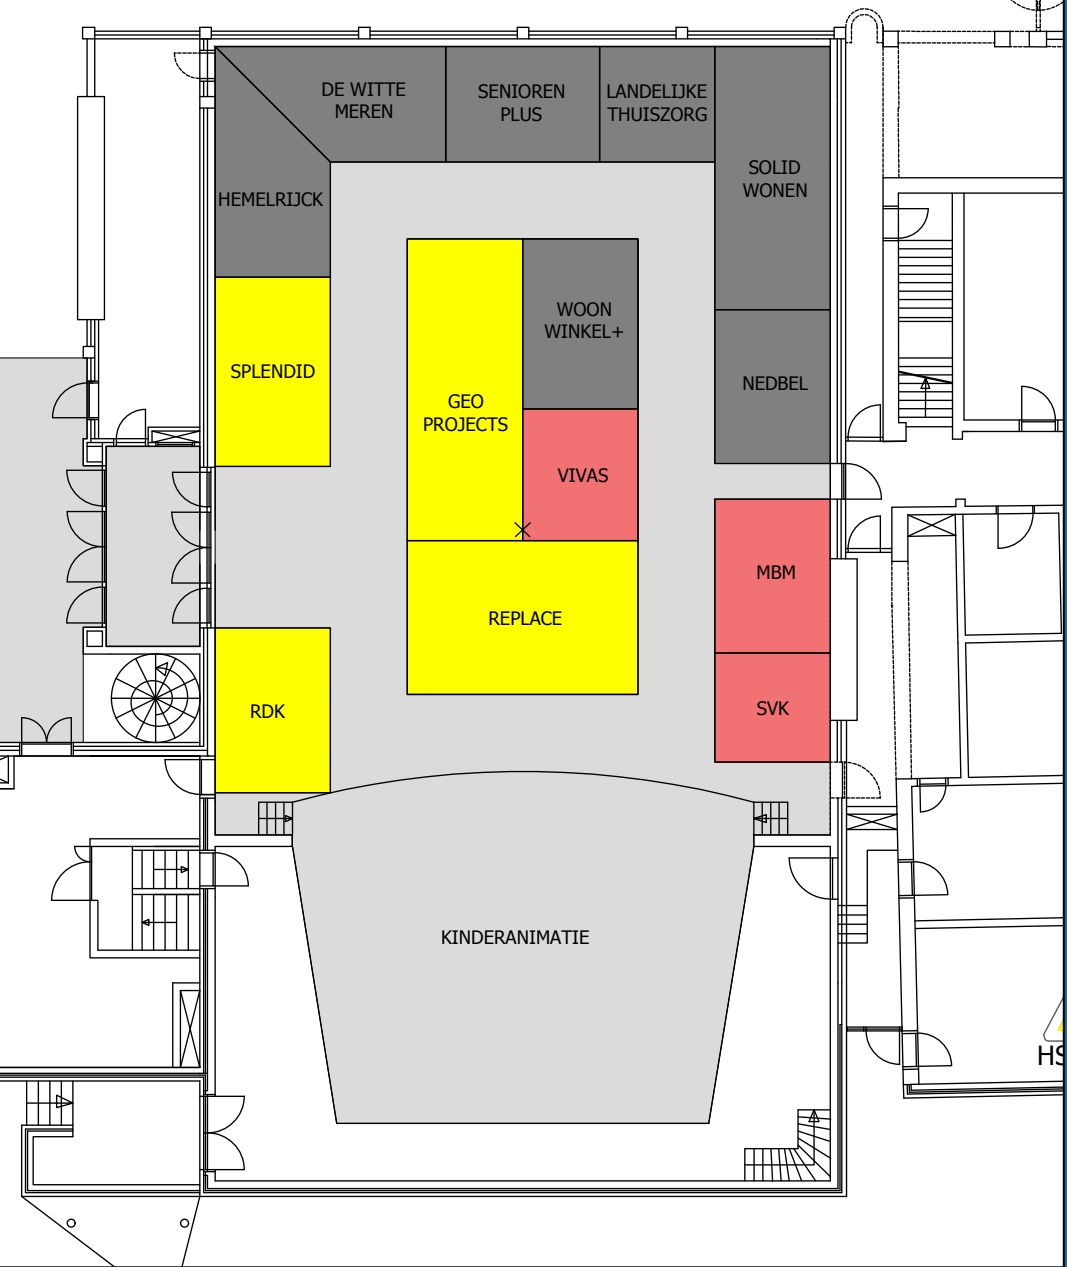 DE WITTE
MEREN
SENIOREN
PLUS
LANDELIJKE
THUISZORG
SOLID
WONEN
HEMELRIJCK
WOON
WINKEL+
SPLENDID
NEDBEL
GEO
PROJECTS
VIVAS
MBM
REPLACE
RDK
SVK
KINDERANIMATIE
HS